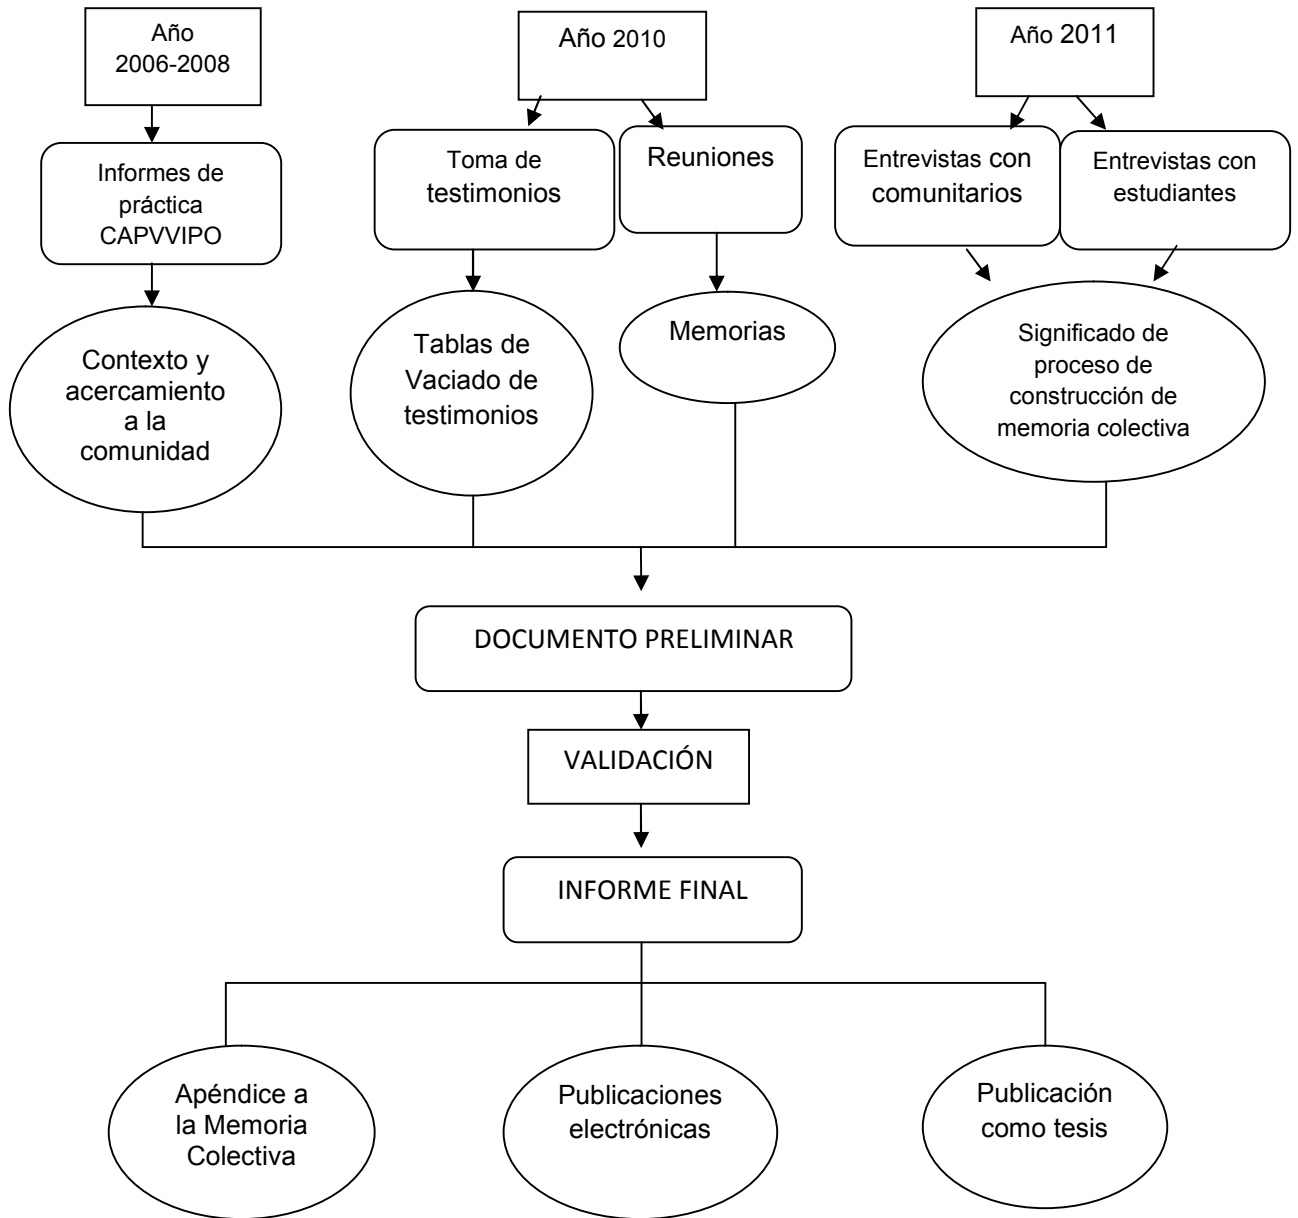 Año
2006-2008
Año 2010
Año 2011
Informes de
práctica
CAPVVIPO
Toma de
testimonios
Reuniones
Entrevistas con
comunitarios
Entrevistas con
estudiantes
Contexto y
acercamiento
a la
comunidad
Tablas de
Vaciado de
testimonios
Memorias
Significado de
proceso de
construcción de
memoria colectiva
DOCUMENTO PRELIMINAR
VALIDACIÓN
INFORME FINAL
Apéndice a
la Memoria
Colectiva
Publicaciones
electrónicas
Publicación
como tesis